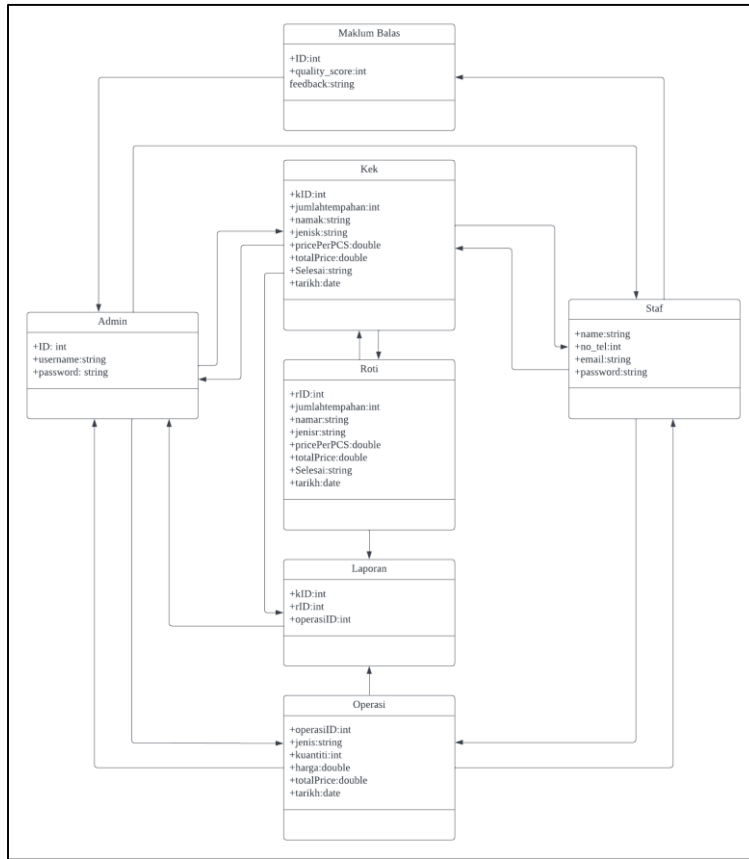 Maklum Balas
+ID:int
+quality_score:int
feedback:string
Kek
+kID:int
+jumlahtempahan:int
+namak:string
+jenisk:string
+pricePerPCS:double
+totalPrice:double
+Selesai:string
+tarikh:date
Admin
+ID: int
+username:string
+password: string
Staf
+name:string
+no_tel:int
+email:string
+password:string
Roti
+rID:int
+jumlahtempahan:int
+namar:string
+jenisr:string
+pricePerPCS:double
+totalPrice:double
+Selesai:string
+tarikh:date
Laporan
+kID:int
+rID:int
+operasiID:int
Operasi
+operasiID:int
+jenis:string
+kuantiti:int
+harga:double
+totalPrice:double
+tarikh:date